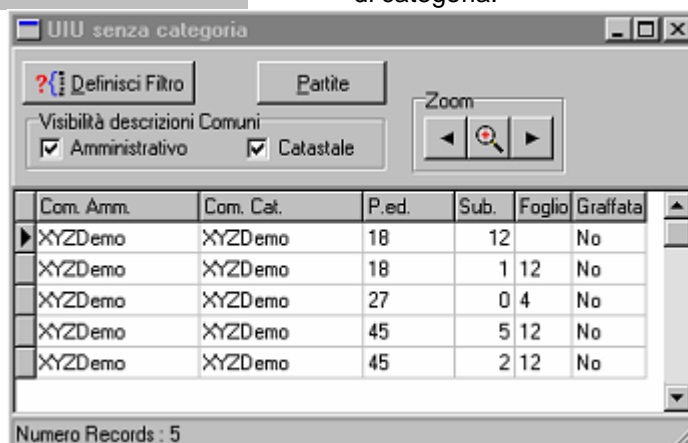 di categoria.
UIU senza categoria
?{ Definisci Filtro Partite
Zoom
Visibilità descrizioni Comuni
Amministrativo Catastale
Com. Amm. Com. Cat. P.ed. Sub. Foglio Graffata
XYZDemo XYZDemo 18 12 No
XYZDemo XYZDemo 18 1 12 No
XYZDemo XYZDemo 27 0 4 No
XYZDemo XYZDemo 45 5 12 No
XYZDemo XYZDemo 45 2 12 No
Numero Records : 5